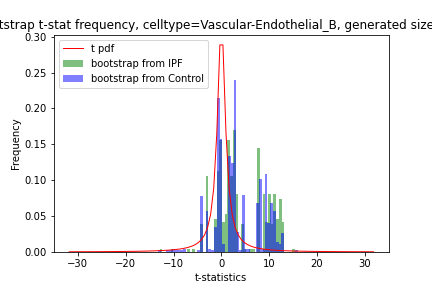 tstrap t-stat frequency, celltype=Vascular-Endothelial_B, generated size
t pdf
bootstrap from IPF
bootstrap from Control
Frequency
0.30
0.25
0.20
0.15
0.10
0.05
0.00
−30
−20
−10
0
10
20
30
t-statistics